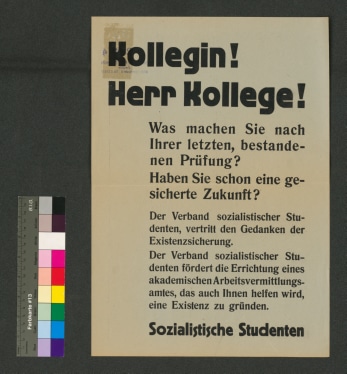 Kollegin!
Herr Kollege!
Was machen Sie nach
Ihrer letzten, bestande-
nen Prüfung?
Haben Sie schon eine ge-
sicherte Zukunft?
Der Verband sozialistischer Stu-
denten, vertritt den Gedanken der
Existenzsicherung.
Der Verband sozialistischer Stu-
denten fördert die Errichtung eines
akademischen Arbeitsvermittlungs-
amtes, das auch Ihnen helfen wird,
eine Existenz zu gründen.
Sozialistische Studenten
Farbkarte #13